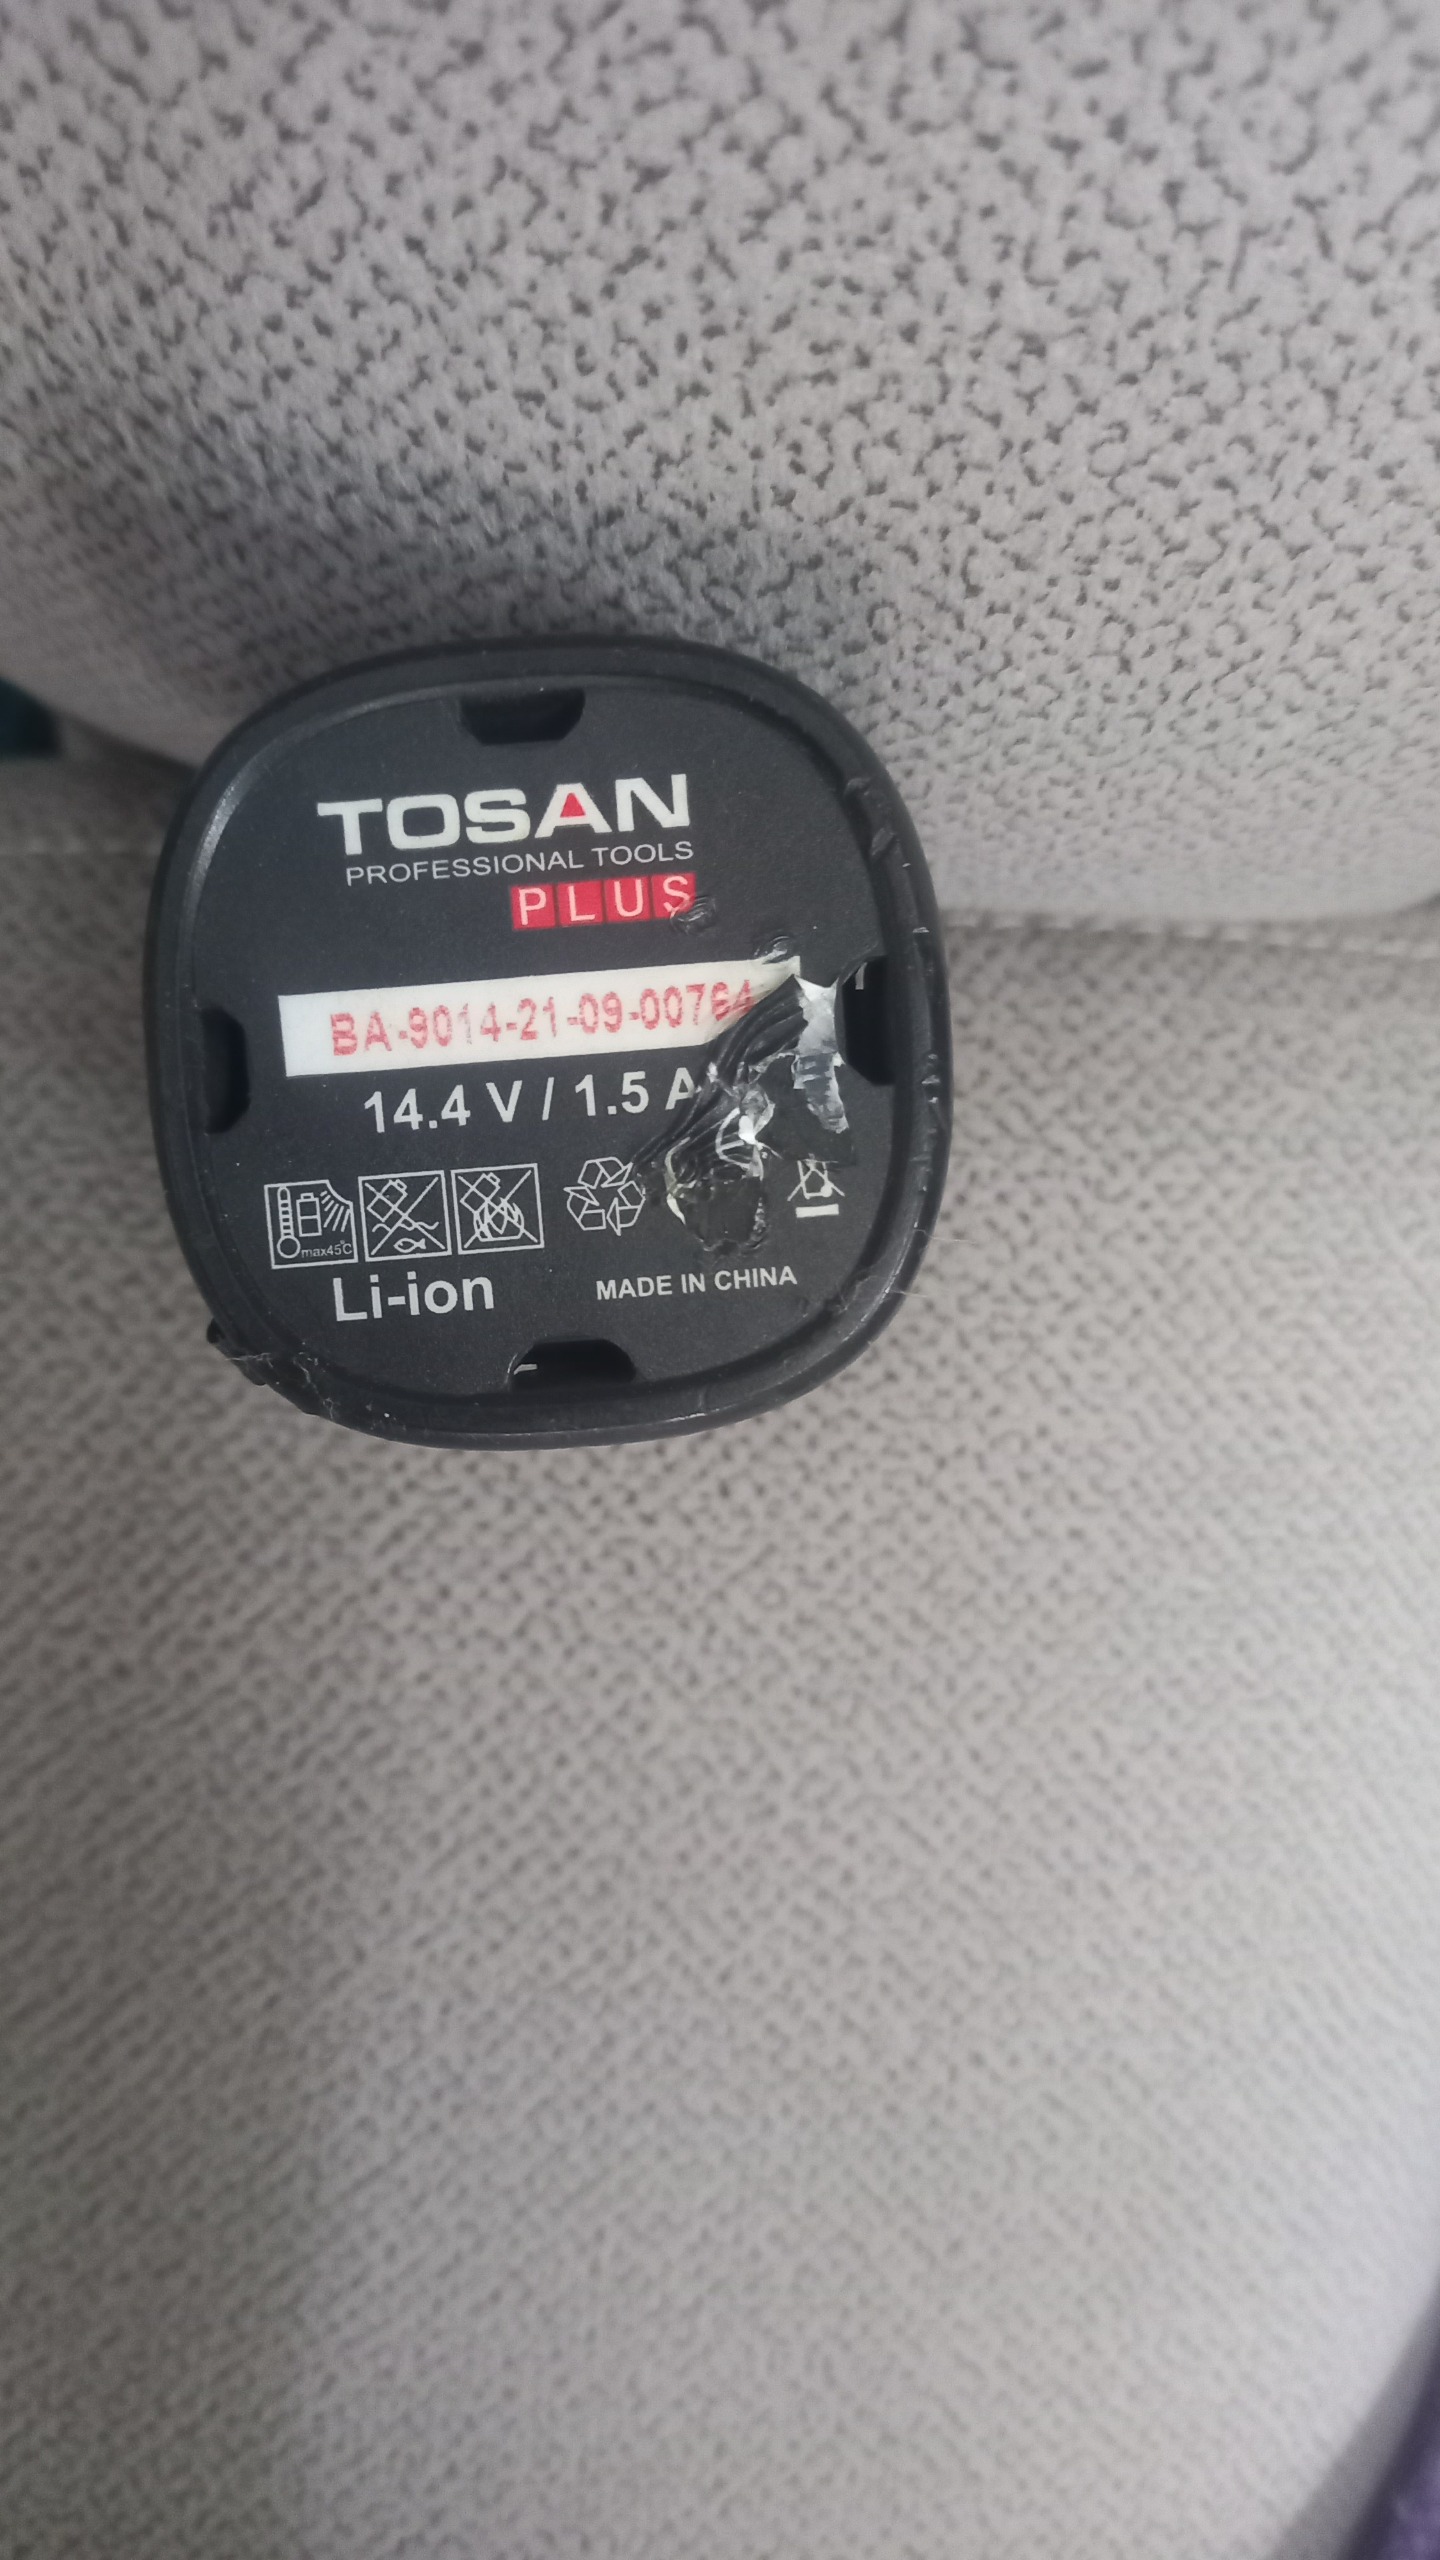 TOSAN
PROFESSIONAL TOOLS
PLUS
BA-9014-21-09-00764
14.4 V / 1.5 A
max45°C
Li-ion
MADE IN CHINA